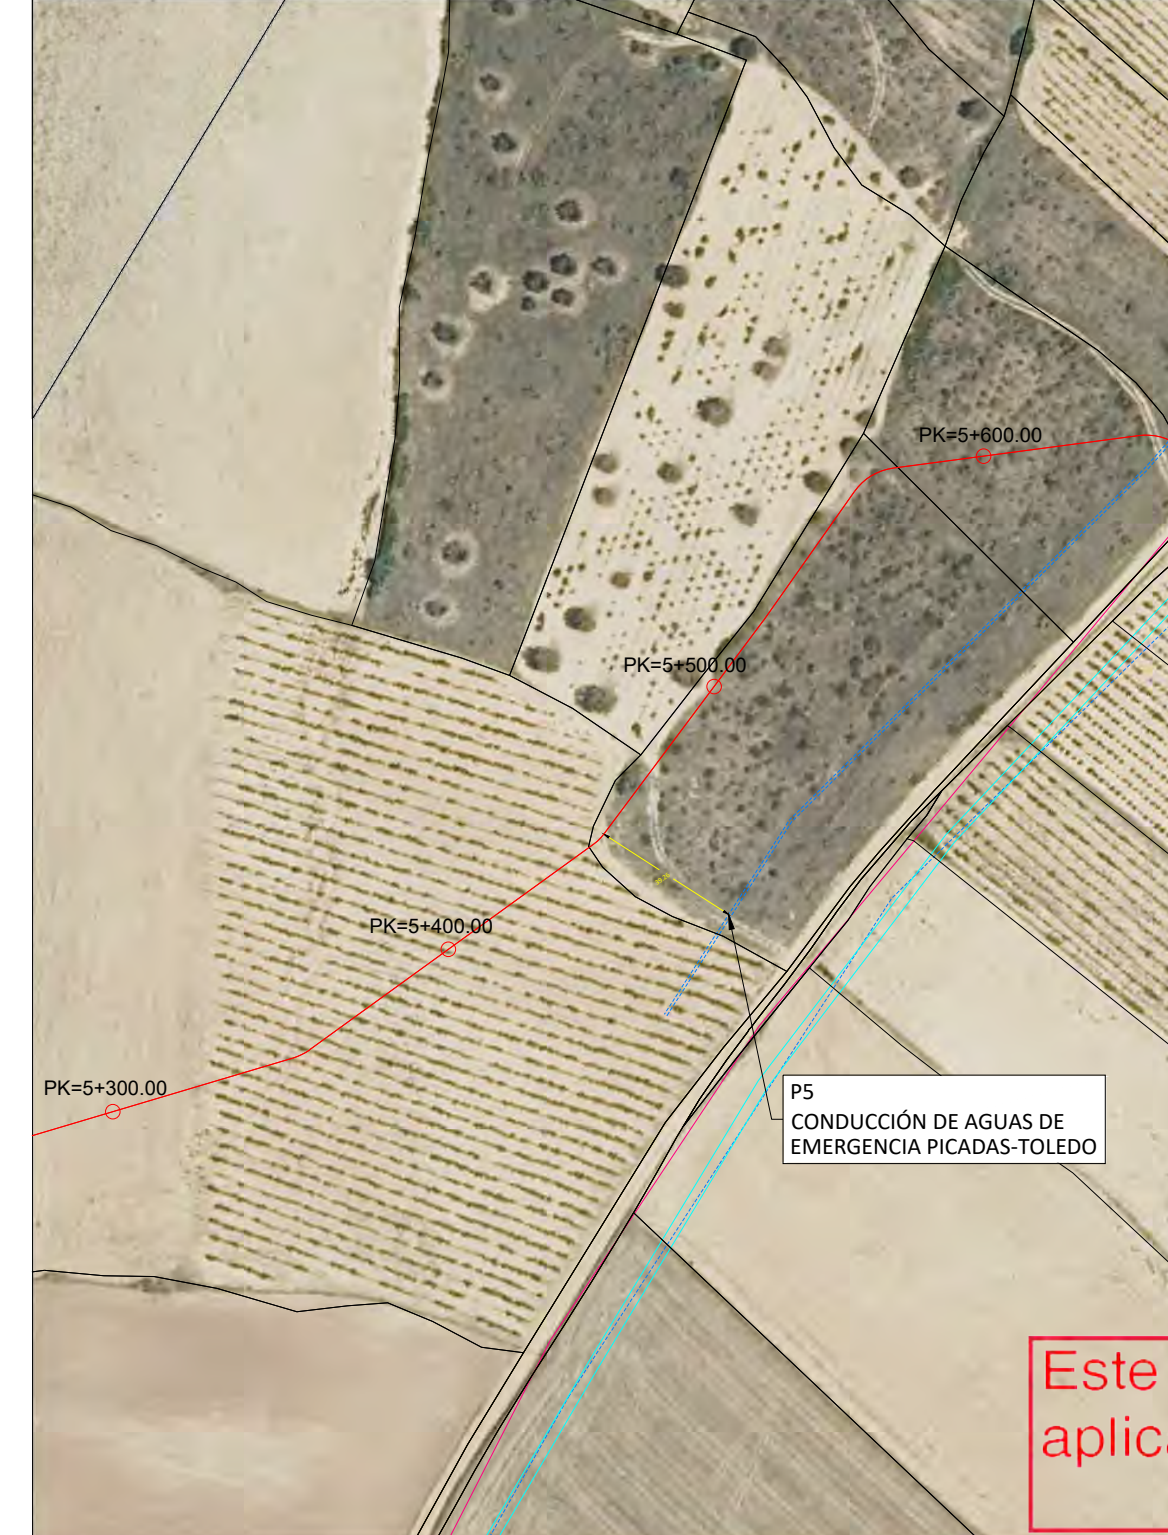 PK=5+600.00
PK=5+500.00
PK=5+400.00
PK=5+300.00
P5
CONDUCCIÓN DE AGUAS DE
EMERGENCIA PICADAS-TOLEDO
Este
aplica